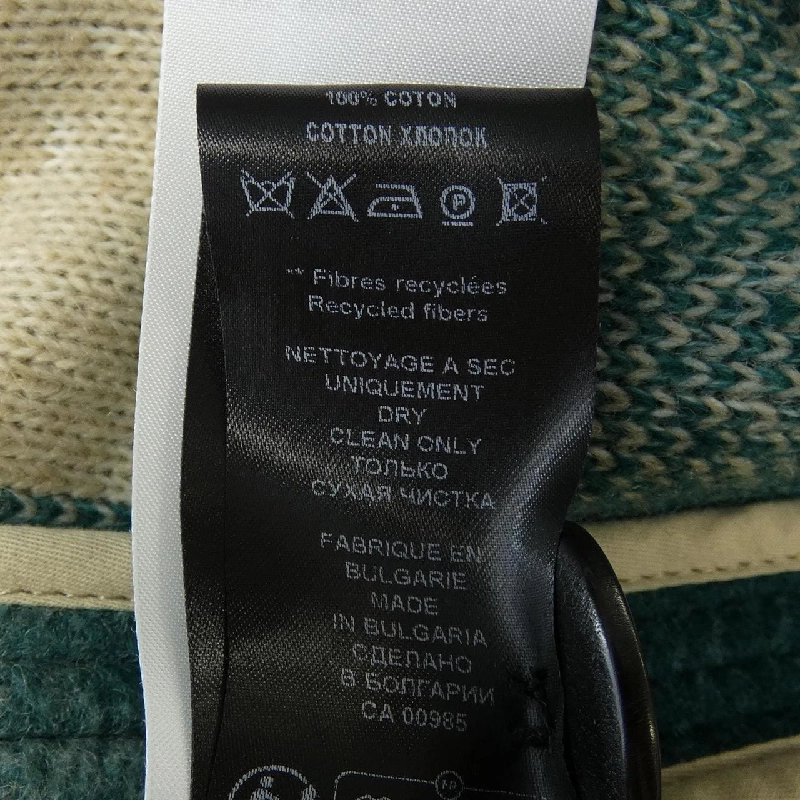 100% COTON
COTTON ХЛОПОК
P
** Fibres recyclées
Recycled fibers
NETTOYAGE A SEC
UNIQUEMENT
DRY
CLEAN ONLY
ТОЛЬКО
СУХАЯ ЧИСТКА
FABRIQUE EN
BULGARIE
MADE
IN BULGARIA
СДЕЛАНО
В БОЛГАРИИ
CA 00985